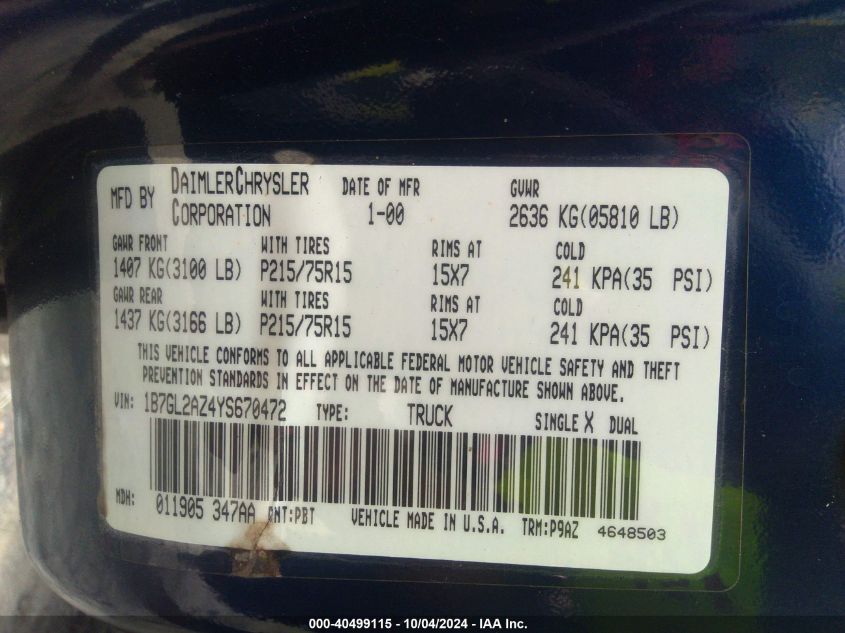 MFD BY DAIMLERCHRYSLER CORPORATION DATE OF MFR 1-00 GVWR 2636 KG(05810 LB)
GAWR FRONT WITH TIRES RIMS AT COLD
1407 KG(3100 LB) P215/75R15 15X7 241 KPA(35 PSI)
GAWR REAR WITH TIRES RIMS AT COLD
1437 KG(3166 LB) P215/75R15 15X7 241 KPA(35 PSI)
THIS VEHICLE CONFORMS TO ALL APPLICABLE FEDERAL MOTOR VEHICLE SAFETY AND THEFT
PREVENTION STANDARDS IN EFFECT ON THE DATE OF MANUFACTURE SHOWN ABOVE.
VIN: 1B7GL2AZ4YS670472 TYPE: TRUCK SINGLE X DUAL
MDH: 011905 347AA PNT:PBT VEHICLE MADE IN U.S.A. TRM:P9AZ 4648503
000-40499115 - 10/04/2024 - IAA Inc.